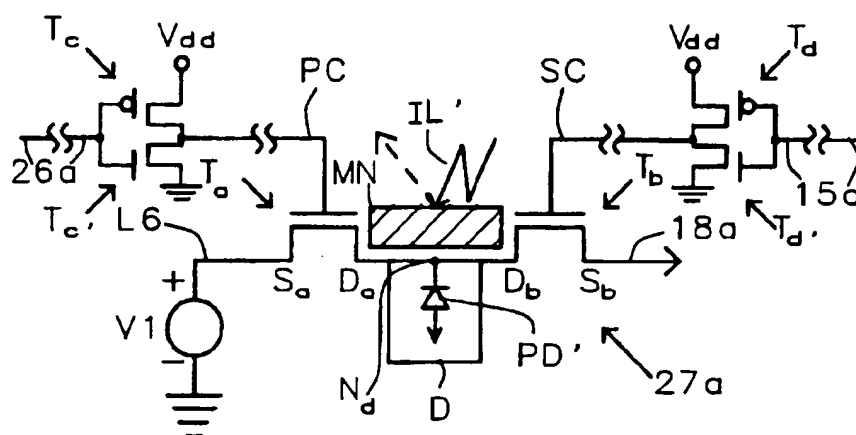 Tc Vdd PC SC Vdd Td
IL'
26a Ta MN Tb 15a
Tc' L6 18a Td'
Sa Da Db Sb
+
V1 PD'
- Nd D 27a